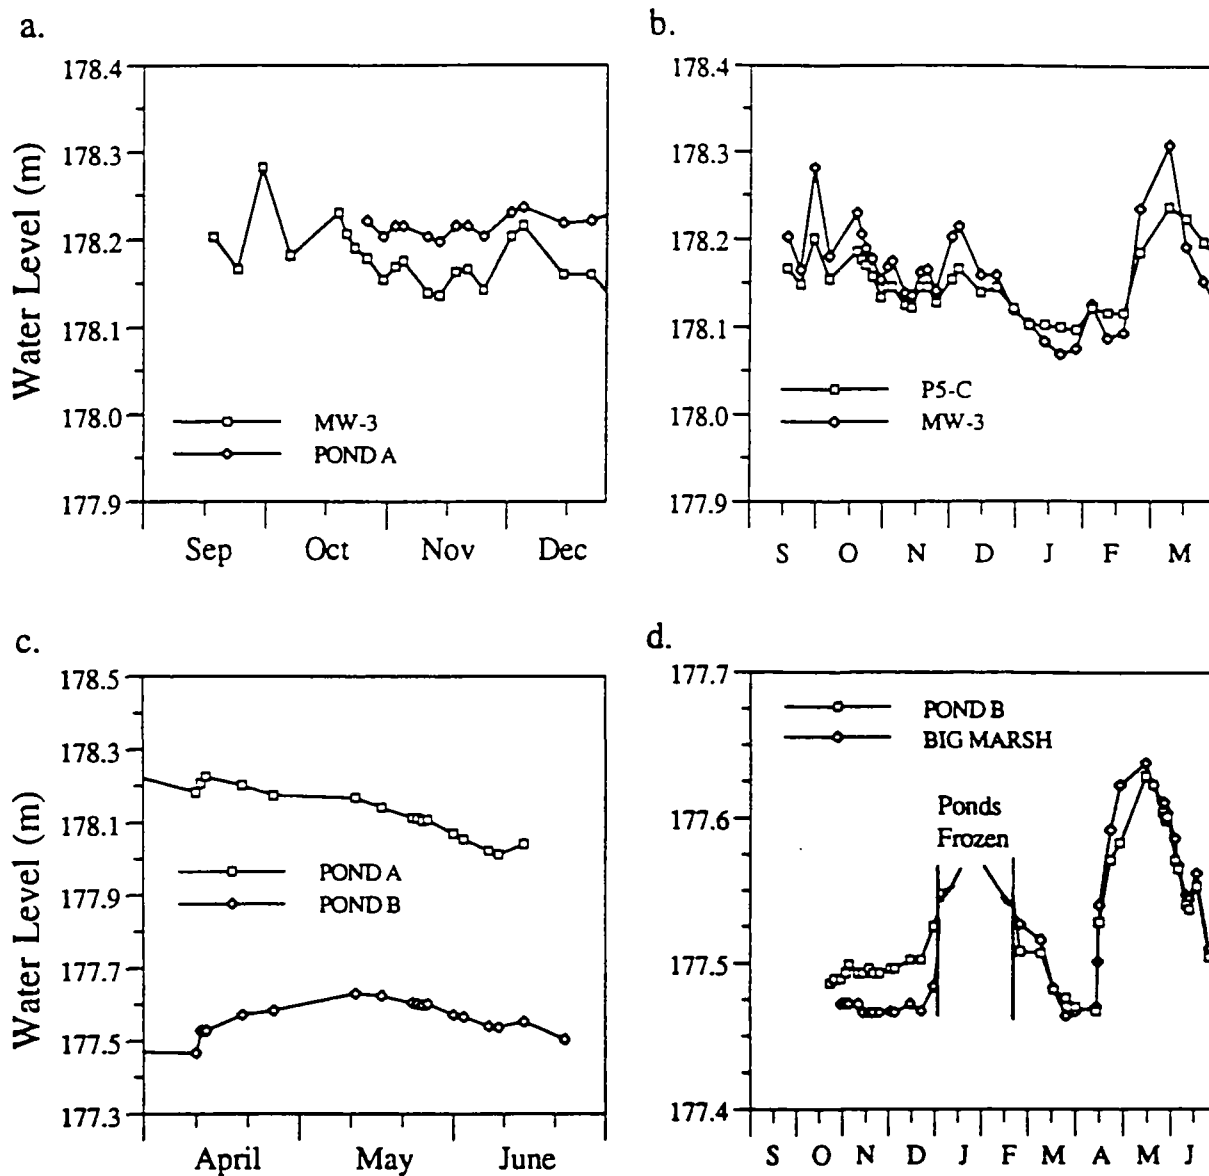 a.
Water Level (m)
178.4
178.3
178.2
178.1
178.0
177.9
MW-3
POND A
Sep Oct Nov Dec
b.
178.4
178.3
178.2
178.1
178.0
177.9
P5-C
MW-3
S O N D J F M
c.
Water Level (m)
178.5
178.3
178.1
177.9
177.7
177.5
177.3
POND A
POND B
April May June
d.
177.7
177.6
177.5
177.4
POND B
BIG MARSH
Ponds
Frozen
S O N D J F M A M J